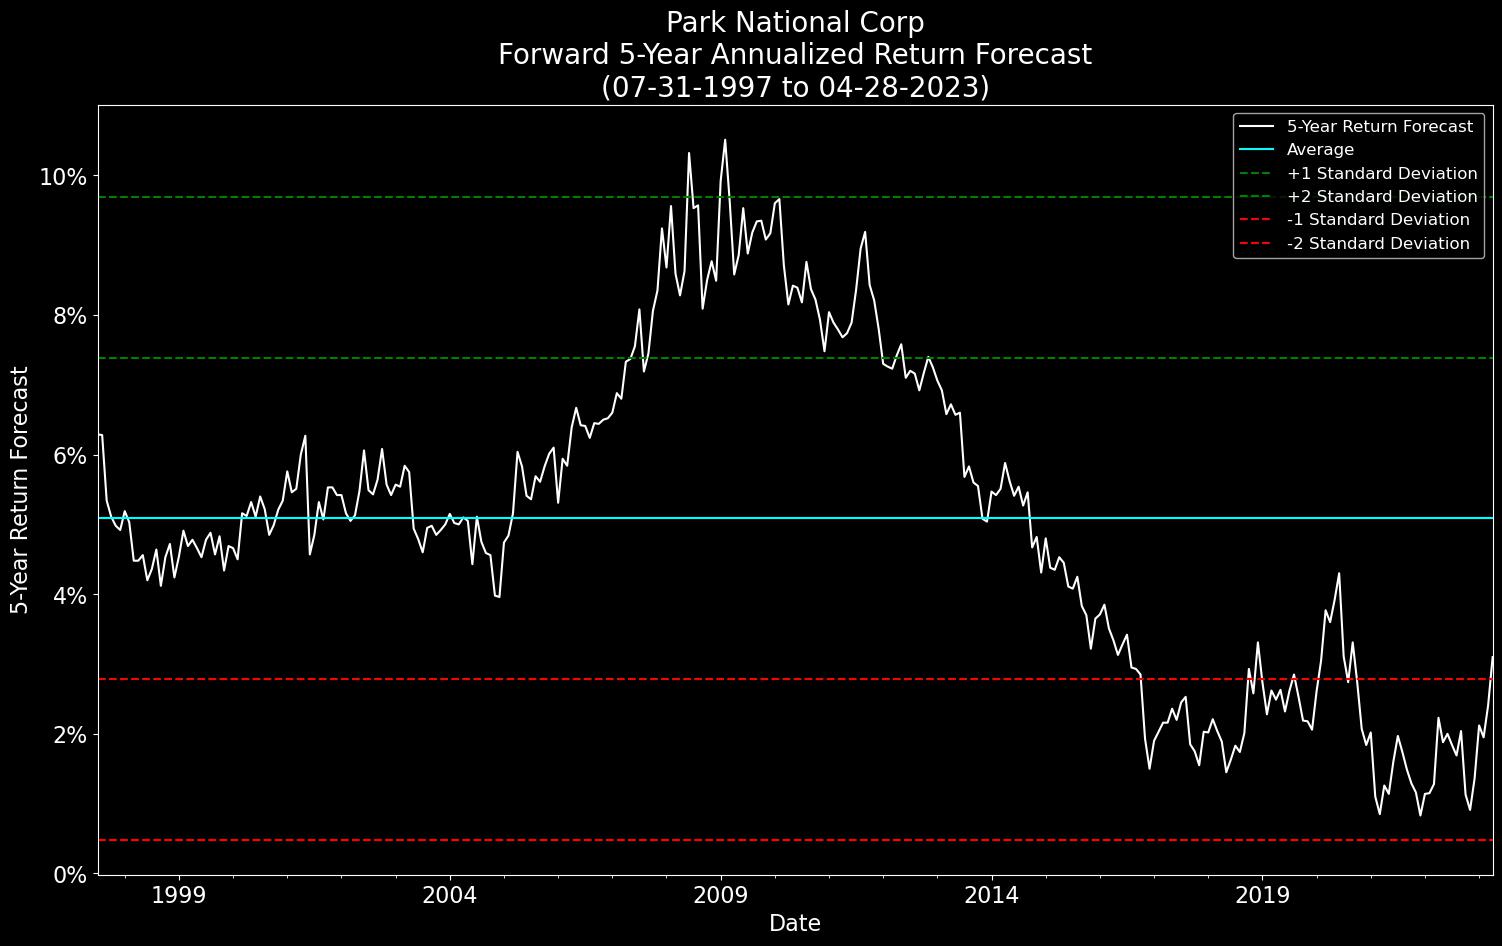 Park National Corp
Forward 5-Year Annualized Return Forecast
(07-31-1997 to 04-28-2023)
5-Year Return Forecast
10%
8%
6%
4%
2%
0%
5-Year Return Forecast
Average
+1 Standard Deviation
+2 Standard Deviation
-1 Standard Deviation
-2 Standard Deviation
1999 2004 2009 2014 2019
Date